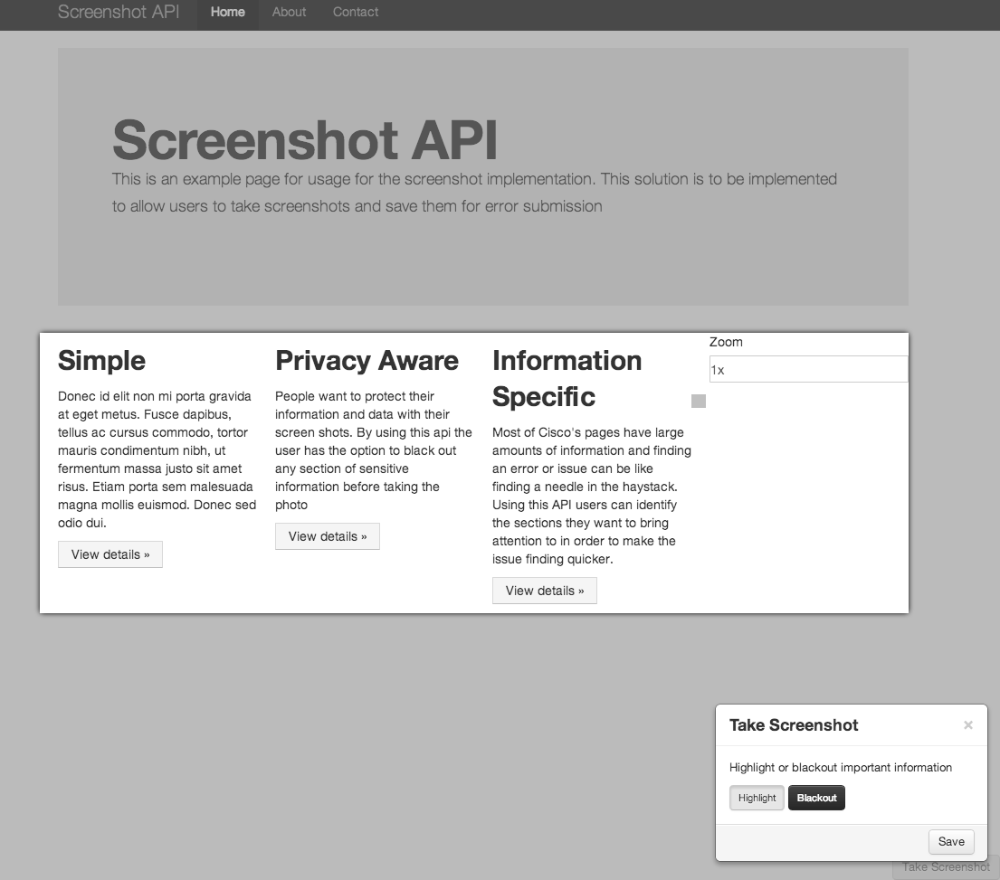 Screenshot API Home About Contact
Screenshot API
This is an example page for usage for the screenshot implementation. This solution is to be implemented
to allow users to take screenshots and save them for error submission
Simple
Donec id elit non mi porta gravida
at eget metus. Fusce dapibus,
tellus ac cursus commodo, tortor
mauris condimentum nibh, ut
fermentum massa justo sit amet
risus. Etiam porta sem malesuada
magna mollis euismod. Donec sed
odio dui.
View details »
Privacy Aware
People want to protect their
information and data with their
screen shots. By using this api the
user has the option to black out
any section of sensitive
information before taking the
photo
View details »
Information
Specific
Most of Cisco's pages have large
amounts of information and finding
an error or issue can be like
finding a needle in the haystack.
Using this API users can identify
the sections they want to bring
attention to in order to make the
issue finding quicker.
View details »
Zoom
1x
Take Screenshot ×
Highlight or blackout important information
Highlight Blackout
Save
Take Screenshot